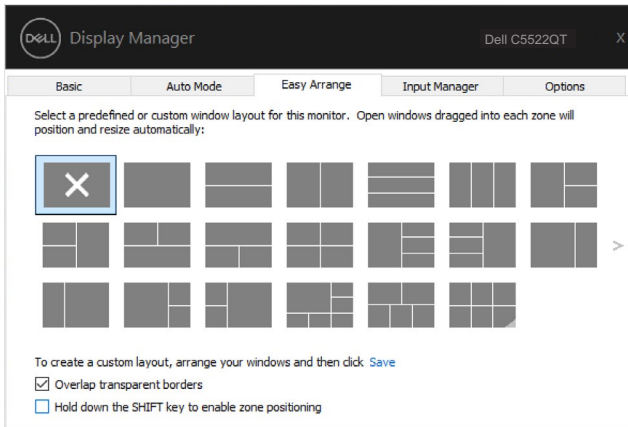 DELL Display Manager Dell C5522QT X
Basic Auto Mode Easy Arrange Input Manager Options
Select a predefined or custom window layout for this monitor. Open windows dragged into each zone will
position and resize automatically:
To create a custom layout, arrange your windows and then click Save
Overlap transparent borders
Hold down the SHIFT key to enable zone positioning